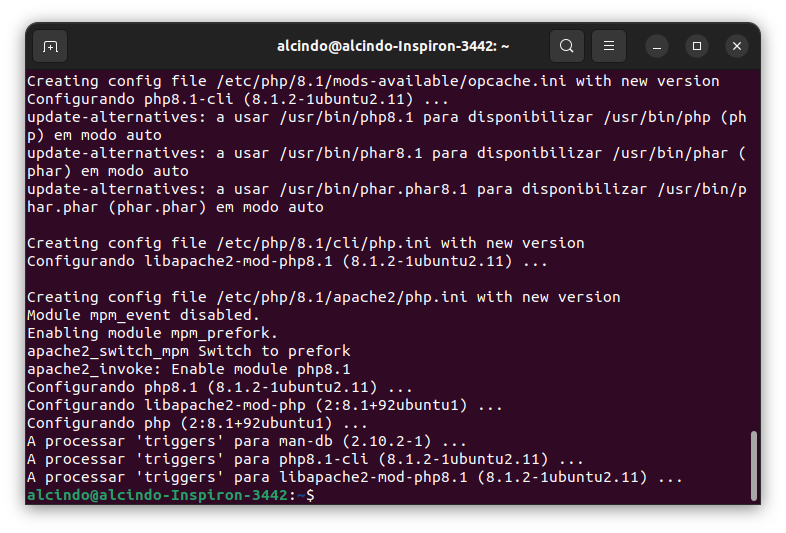 alcindo@alcindo-Inspiron-3442: ~
Creating config file /etc/php/8.1/mods-available/opcache.ini with new version
Configurando php8.1-cli (8.1.2-1ubuntu2.11) ...
update-alternatives: a usar /usr/bin/php8.1 para disponibilizar /usr/bin/php (ph
p) em modo auto
update-alternatives: a usar /usr/bin/phar8.1 para disponibilizar /usr/bin/phar (
phar) em modo auto
update-alternatives: a usar /usr/bin/phar.phar8.1 para disponibilizar /usr/bin/p
har.phar (phar.phar) em modo auto

Creating config file /etc/php/8.1/cli/php.ini with new version
Configurando libapache2-mod-php8.1 (8.1.2-1ubuntu2.11) ...

Creating config file /etc/php/8.1/apache2/php.ini with new version
Module mpm_event disabled.
Enabling module mpm_prefork.
apache2_switch_mpm Switch to prefork
apache2_invoke: Enable module php8.1
Configurando php8.1 (8.1.2-1ubuntu2.11) ...
Configurando libapache2-mod-php (2:8.1+92ubuntu1) ...
Configurando php (2:8.1+92ubuntu1) ...
A processar 'triggers' para man-db (2.10.2-1) ...
A processar 'triggers' para php8.1-cli (8.1.2-1ubuntu2.11) ...
A processar 'triggers' para libapache2-mod-php8.1 (8.1.2-1ubuntu2.11) ...
alcindo@alcindo-Inspiron-3442:~$